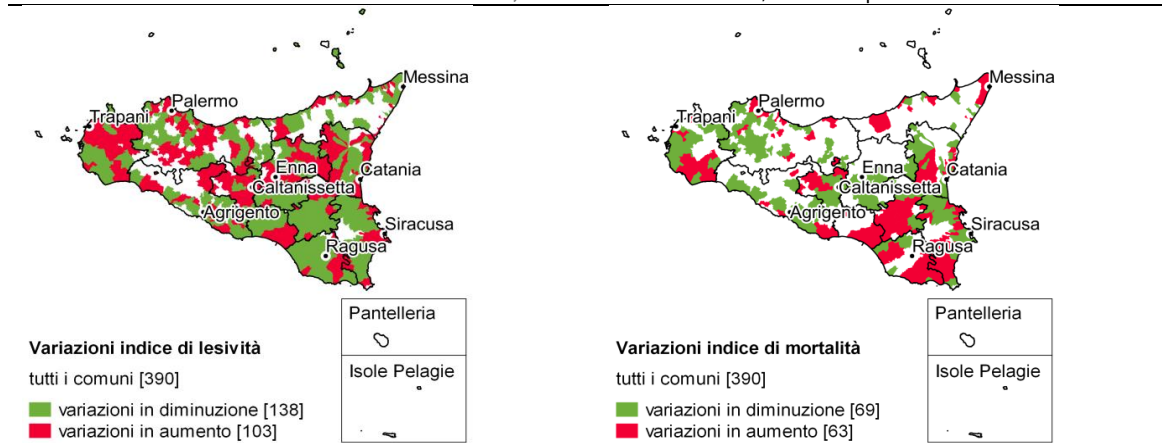 Messina
Palermo
Trapani
Enna
Catania
Caltanissetta
Agrigento
Siracusa
Ragusa
Pantelleria
Isole Pelagie
Variazioni indice di lesività
tutti i comuni [390]
variazioni in diminuzione [138]
variazioni in aumento [103]
Messina
Palermo
Trapani
Enna
Catania
Caltanissetta
Agrigento
Siracusa
Ragusa
Pantelleria
Isole Pelagie
Variazioni indice di mortalità
tutti i comuni [390]
variazioni in diminuzione [69]
variazioni in aumento [63]